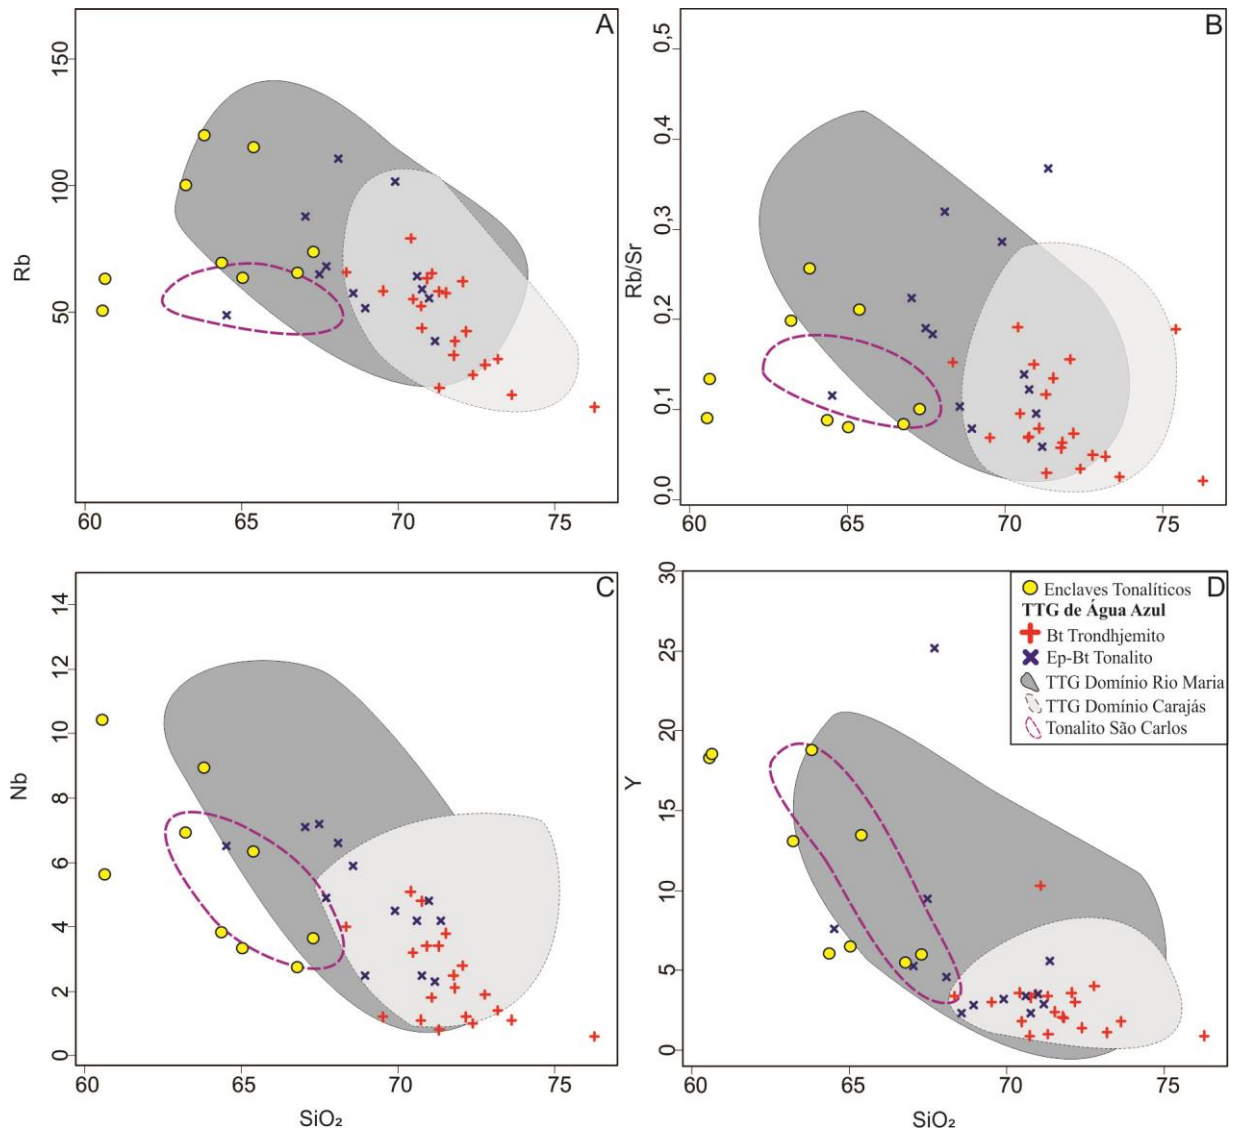 A
Rb
150
100
50
60
65
70
75
B
Rb/Sr
0,5
0,4
0,3
0,2
0,1
0,0
60
65
70
75
C
Nb
14
12
10
8
6
4
2
0
60
65
70
75
SiO₂
D
Y
30
25
20
15
10
5
0
60
65
70
75
SiO₂
Enclaves Tonalíticos
TTG de Água Azul
Bt Trondhjemito
Ep-Bt Tonalito
TTG Domínio Rio Maria
TTG Domínio Carajás
Tonalito São Carlos